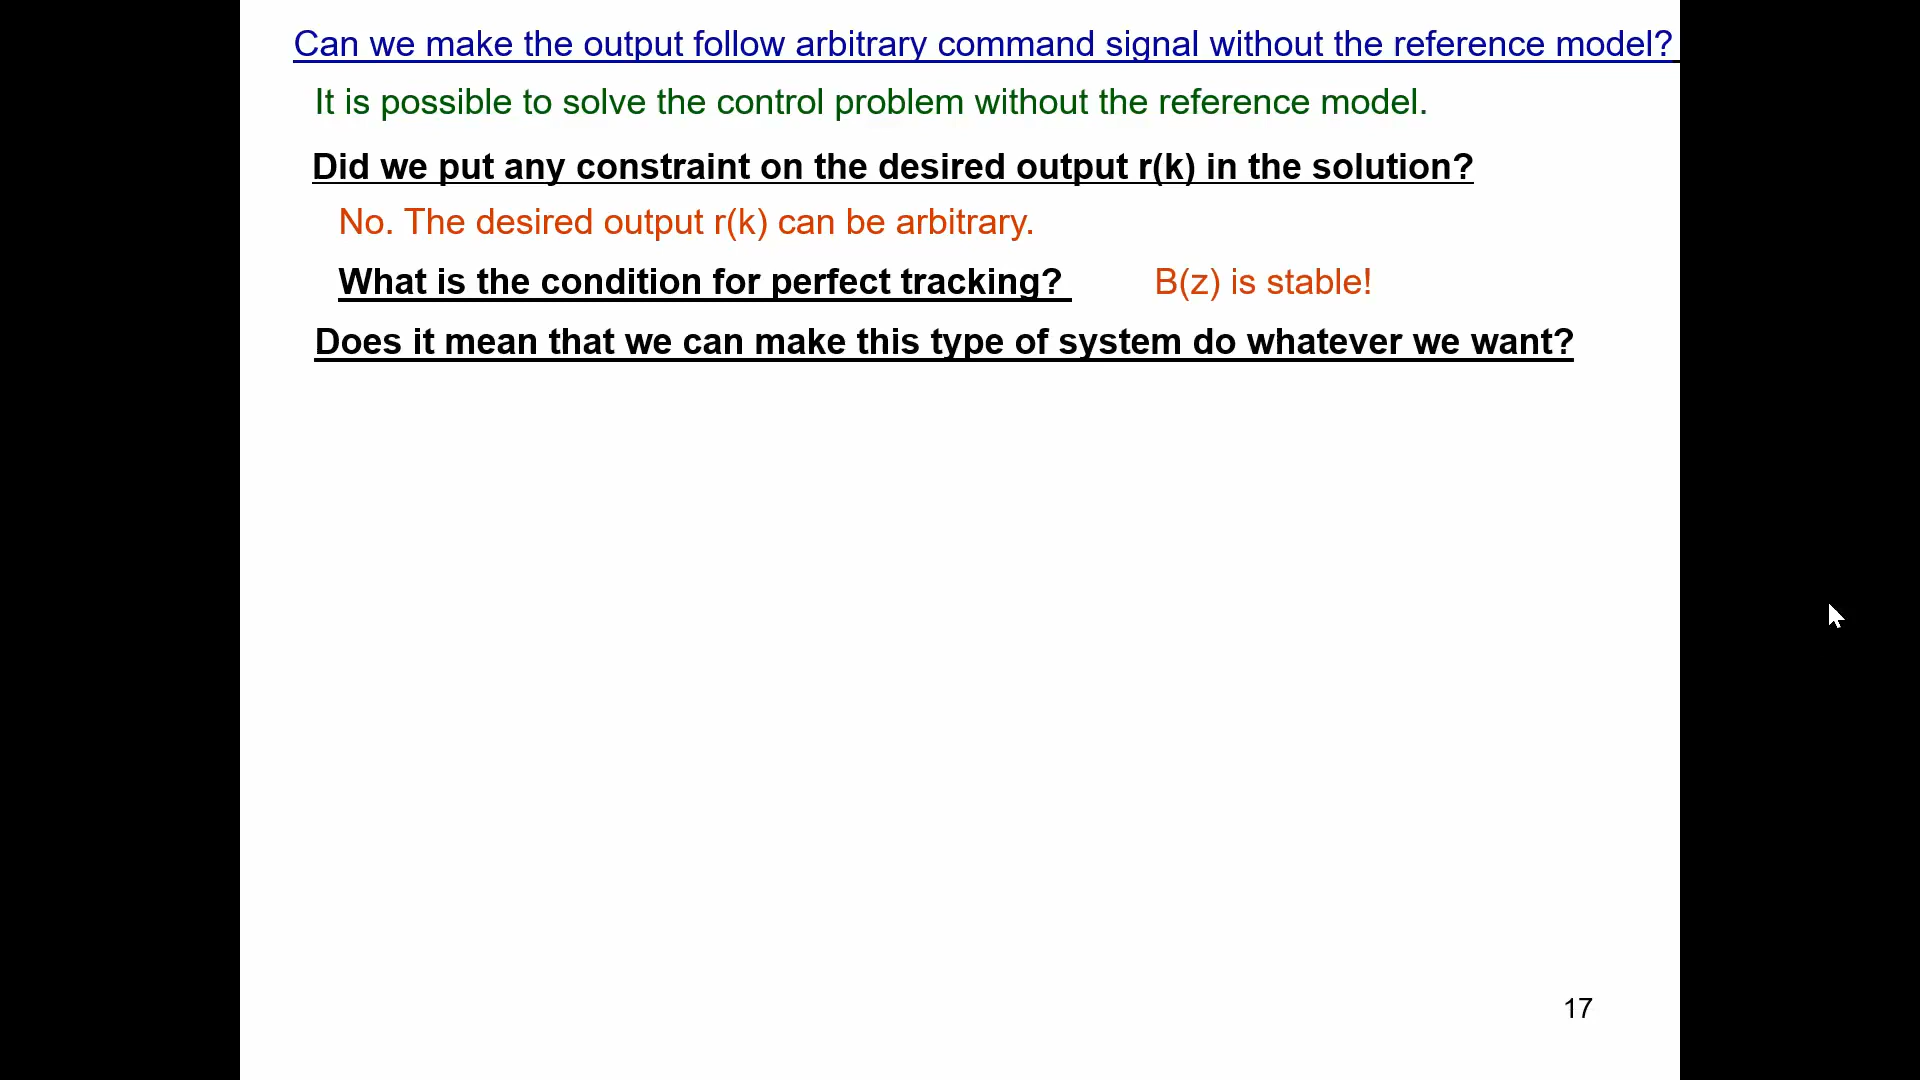 Can we make the output follow arbitrary command signal without the reference model?
It is possible to solve the control problem without the reference model.
Did we put any constraint on the desired output r(k) in the solution?
No. The desired output r(k) can be arbitrary.
What is the condition for perfect tracking? B(z) is stable!
Does it mean that we can make this type of system do whatever we want?
17